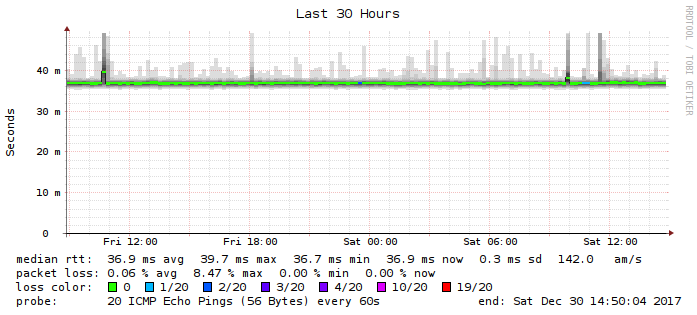 Last 30 Hours
RRDTOOL / TOBI OETIKER
Seconds
40 m
30 m
20 m
10 m
0
Fri 12:00 Fri 18:00 Sat 00:00 Sat 06:00 Sat 12:00
median rtt: 36.9 ms avg 39.7 ms max 36.7 ms min 36.9 ms now 0.3 ms sd 142.0 am/s
packet loss: 0.06 % avg 8.47 % max 0.00 % min 0.00 % now
loss color: 0 1/20 2/20 3/20 4/20 10/20 19/20
probe: 20 ICMP Echo Pings (56 Bytes) every 60s end: Sat Dec 30 14:50:04 2017